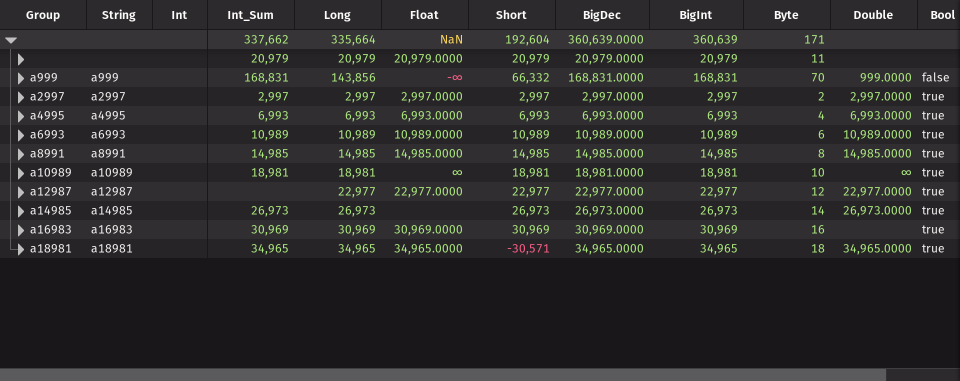 Group String Int Int_Sum Long Float Short BigDec BigInt Byte Double Bool
337,662 335,664 NaN 192,604 360,639.0000 360,639 171
20,979 20,979 20,979.0000 20,979 20,979.0000 20,979 11
a999 a999 168,831 143,856 -∞ 66,332 168,831.0000 168,831 70 999.0000 false
a2997 a2997 2,997 2,997 2,997.0000 2,997 2,997.0000 2,997 2 2,997.0000 true
a4995 a4995 6,993 6,993 6,993.0000 6,993 6,993.0000 6,993 4 6,993.0000 true
a6993 a6993 10,989 10,989 10,989.0000 10,989 10,989.0000 10,989 6 10,989.0000 true
a8991 a8991 14,985 14,985 14,985.0000 14,985 14,985.0000 14,985 8 14,985.0000 true
a10989 a10989 18,981 18,981 ∞ 18,981 18,981.0000 18,981 10 ∞ true
a12987 a12987 22,977 22,977.0000 22,977 22,977.0000 22,977 12 22,977.0000 true
a14985 a14985 26,973 26,973 26,973 26,973.0000 26,973 14 26,973.0000 true
a16983 a16983 30,969 30,969 30,969.0000 30,969 30,969.0000 30,969 16 true
a18981 a18981 34,965 34,965 34,965.0000 -30,571 34,965.0000 34,965 18 34,965.0000 true